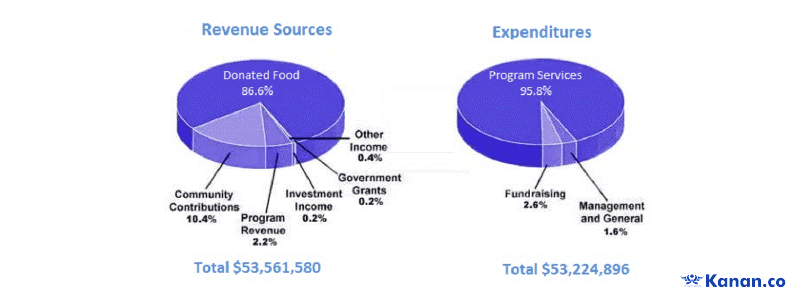 Revenue Sources
Donated Food
86.6%
Other
Income
0.4%
Government
Grants
0.2%
Investment
Income
0.2%
Program
Revenue
2.2%
Community
Contributions
10.4%
Total $53,561,580
Expenditures
Program Services
95.8%
Fundraising
2.6%
Management
and General
1.6%
Total $53,224,896
Kanan.co